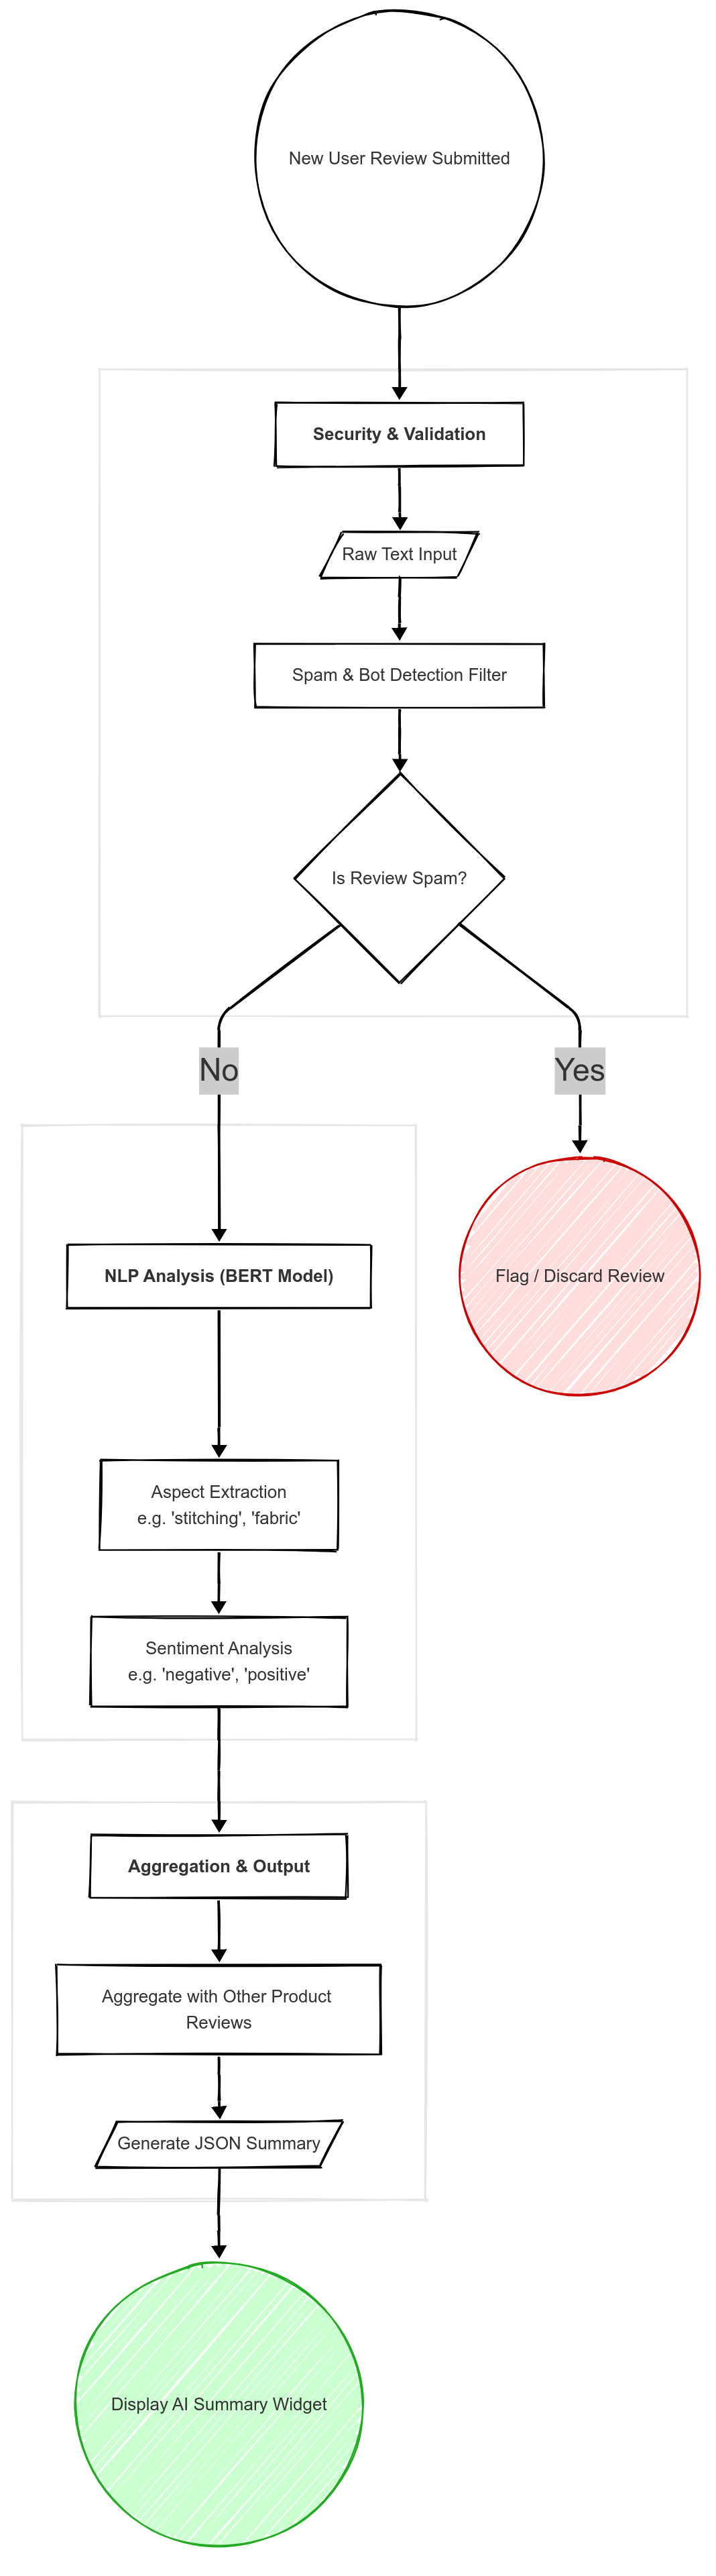 New User Review Submitted
Security & Validation
Raw Text Input
Spam & Bot Detection Filter
Is Review Spam?
No
Yes
NLP Analysis (BERT Model)
Flag / Discard Review
Aspect Extraction
e.g. 'stitching', 'fabric'
Sentiment Analysis
e.g. 'negative', 'positive'
Aggregation & Output
Aggregate with Other Product
Reviews
Generate JSON Summary
Display AI Summary Widget